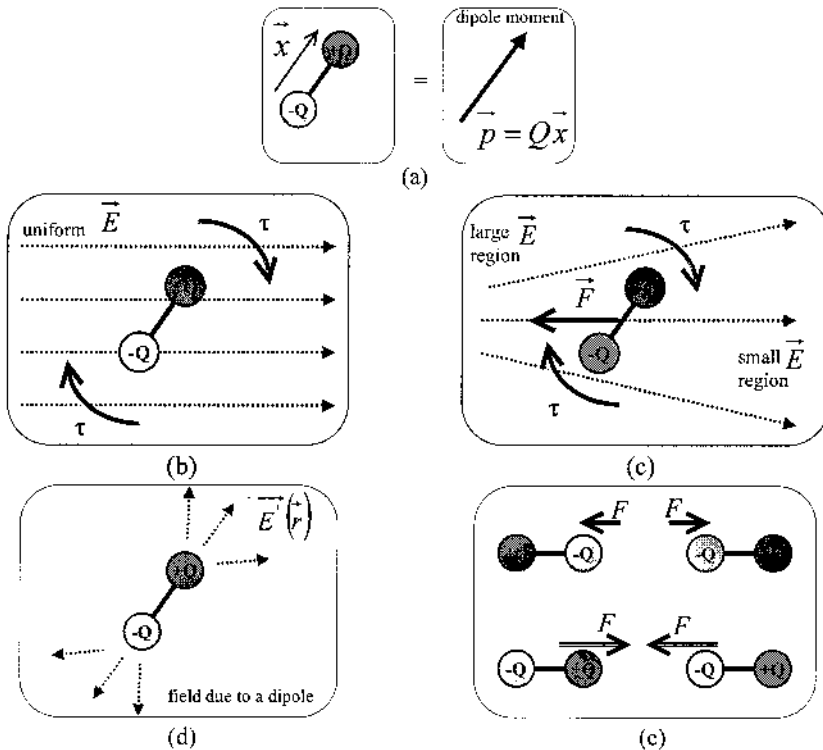 dipole moment
x +Q
-Q
=
p = Qx
(a)
uniform E
τ
-Q
τ
(b)
large E
region
τ
F
-Q
small E
region
τ
(c)
E'(r)
+Q
-Q
field due to a dipole
(d)
F F
-Q -Q
F F
-Q +Q -Q +Q
(e)